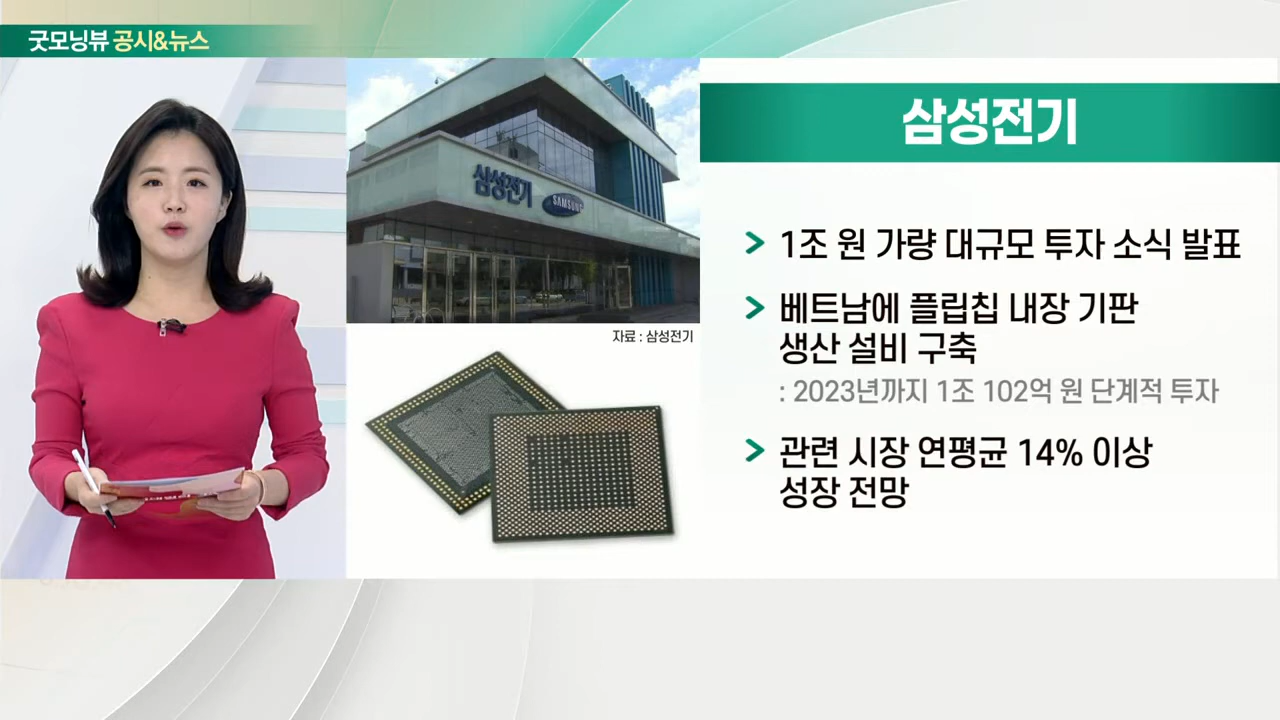 굿모닝뷰 공시&뉴스
삼성전기
SAMSUNG
자료 : 삼성전기
삼성전기
1조 원 가량 대규모 투자 소식 발표
베트남에 플립칩 내장 기판
생산 설비 구축
: 2023년까지 1조 102억 원 단계적 투자
관련 시장 연평균 14% 이상
성장 전망